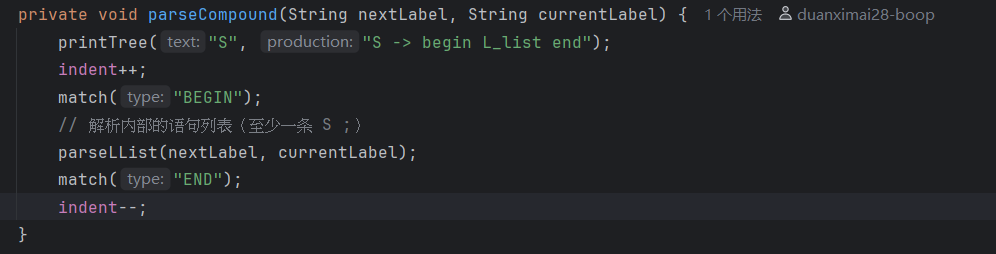 private void parseCompound(String nextLabel, String currentLabel) { 1个用法 duanximai28-boop
printTree( text: "S", production: "S -> begin L_list end");
indent++;
match( type: "BEGIN");
// 解析内部的语句列表（至少一条 S ;）
parseLList(nextLabel, currentLabel);
match( type: "END");
indent--;
}